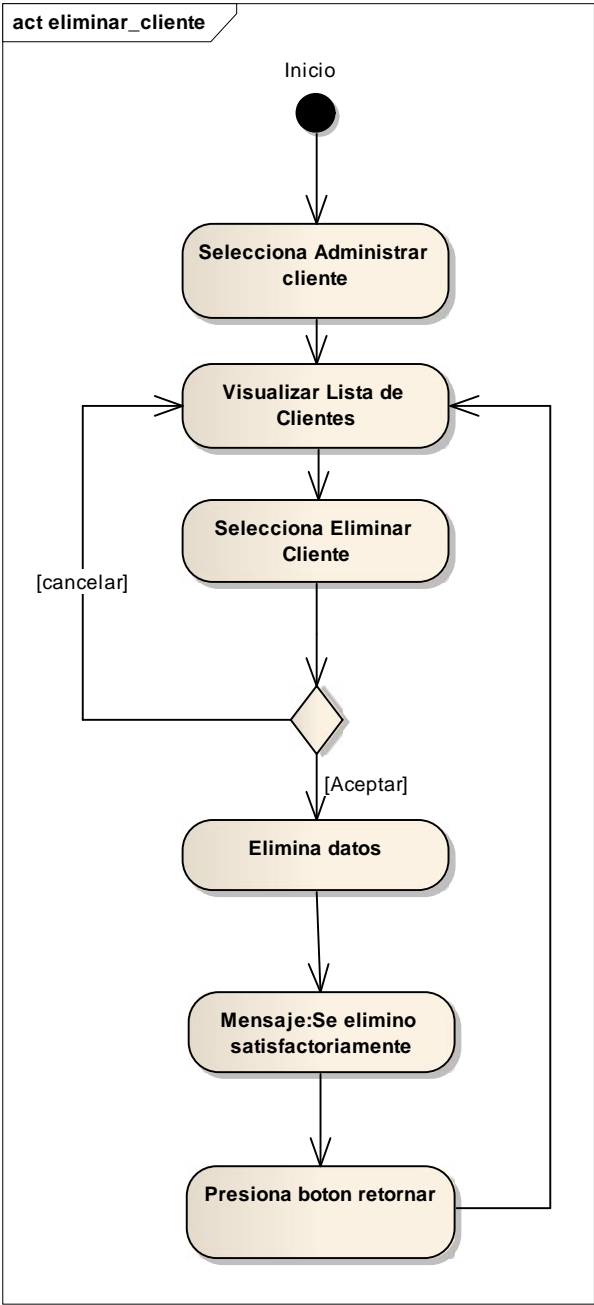 act eliminar_cliente
Inicio
Selecciona Administrar
cliente
Visualizar Lista de
Clientes
Selecciona Eliminar
Cliente
[cancelar]
[Aceptar]
Elimina datos
Mensaje:Se elimino
satisfactoriamente
Presiona boton retornar